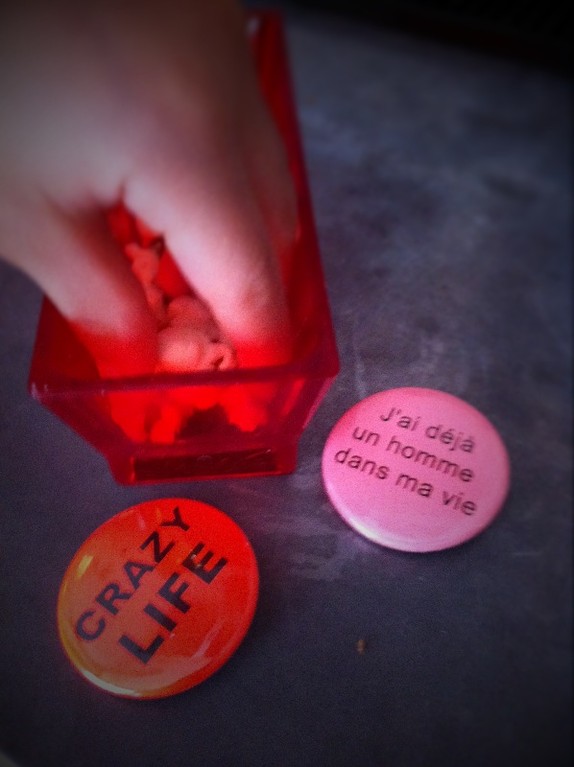 J'ai déjà
un homme
dans ma vie
CRAZY
LIFE